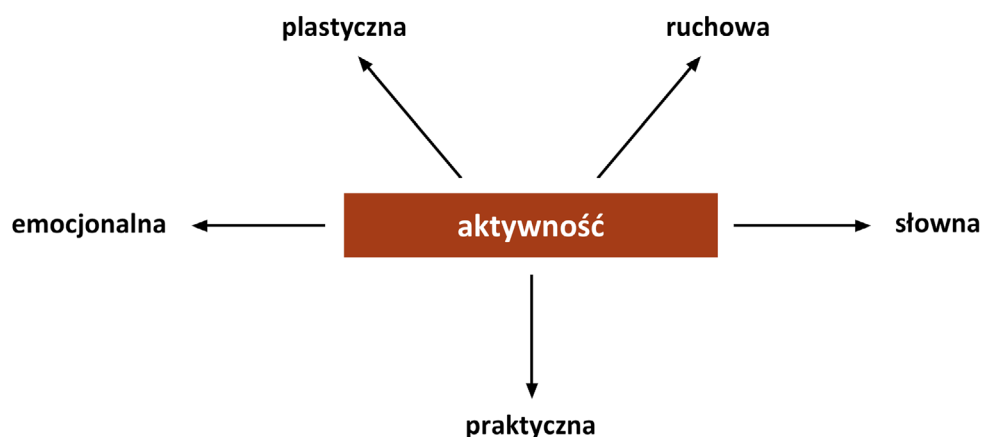 plastyczna
ruchowa
emocjonalna
aktywność
słowna
praktyczna